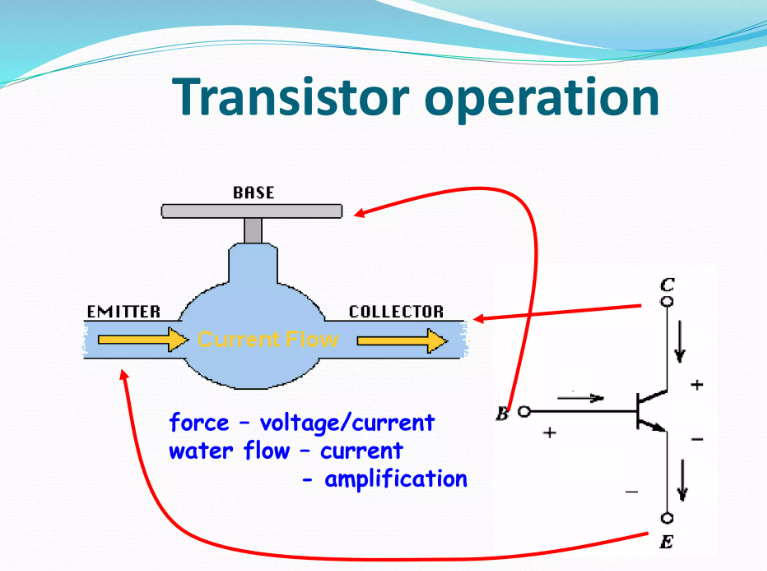 Transistor operation
BASE
EMITTER
COLLECTOR
Current Flow
force – voltage/current
water flow – current
- amplification
C
+
B
+
–
–
E